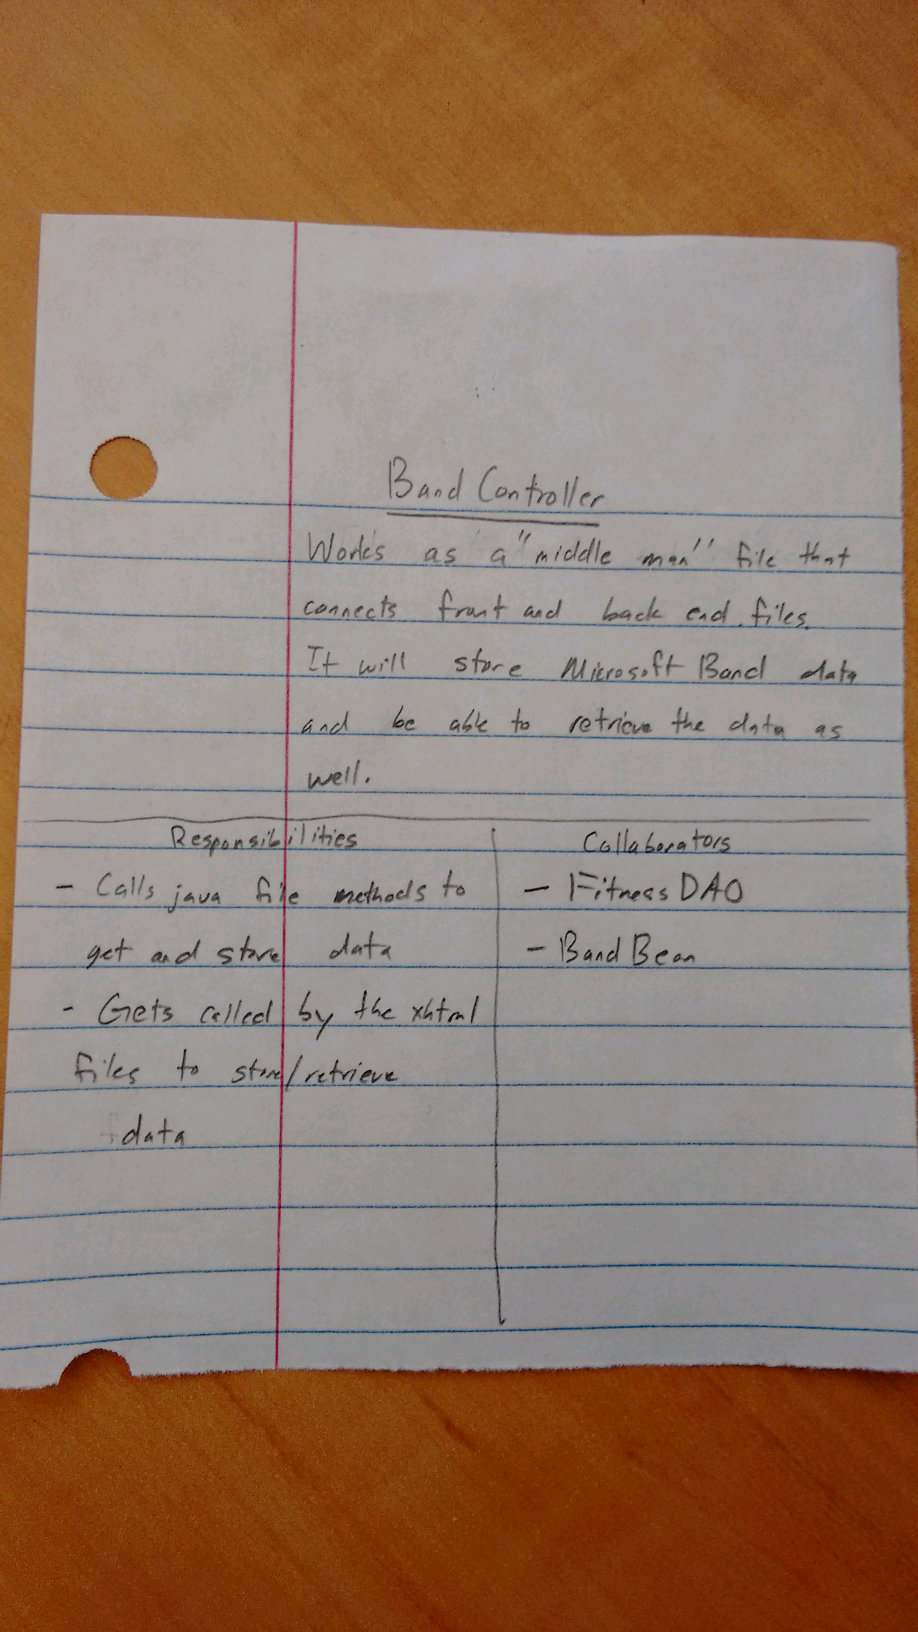 Band Controller
Works as a "middle man" file that
connects front and back end files.
It will store Microsoft Band data
and be able to retrieve the data as
well.
Responsibilities
- Calls java file methods to
get and store data
- Gets called by the xhtml
files to store/retrieve
data
Collaborators
- Fitness DAO
- Band Bean